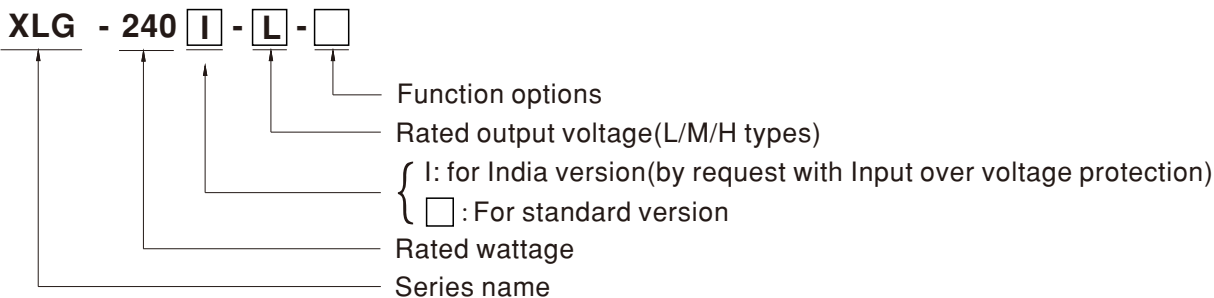 XLG - 240 I - L -
Function options
Rated output voltage(L/M/H types)
I: for India version(by request with Input over voltage protection)
: For standard version
Rated wattage
Series name